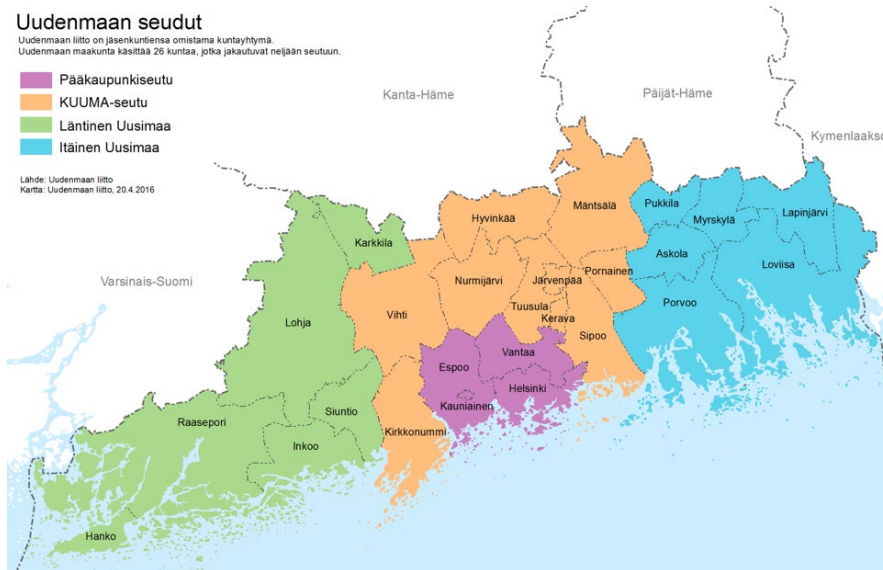 Uudenmaan seudut
Uudenmaan liitto on jäsenkuntiensa omistama kuntayhtymä.
Uudenmaan maakunta käsittää 26 kuntaa, jotka jakautuvat neljään seutuun.
Pääkaupunkiseutu
KUUMA-seutu
Läntinen Uusimaa
Itäinen Uusimaa
Lähde: Uudenmaan liitto
Kartta: Uudenmaan liitto, 20.4.2016
Kanta-Häme
Päijät-Häme
Kymenlaakso
Varsinais-Suomi
Mäntsälä
Pukkila
Myrskylä
Lapinjärvi
Hyvinkää
Karkkila
Askola
Loviisa
Pornainen
Järvenpää
Nurmijärvi
Porvoo
Tuusula
Kerava
Vihti
Lohja
Sipoo
Vantaa
Espoo
Helsinki
Kauniainen
Siuntio
Raasepori
Kirkkonummi
Inkoo
Hanko